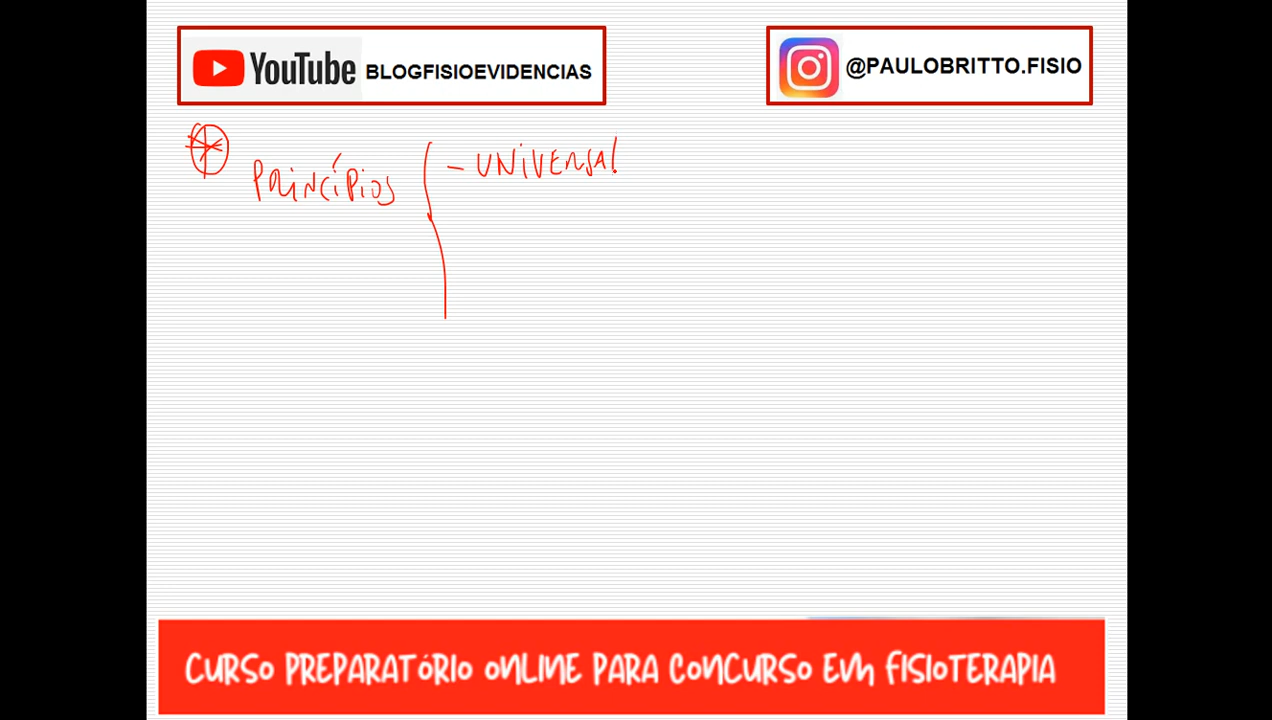 YouTube BLOGFISIOEVIDENCIAS
@PAULOBRITTO.FISIO
PRINCÍPIOS
- UNIVERSAL
CURSO PREPARATÓRIO ONLINE PARA CONCURSO EM FISIOTERAPIA